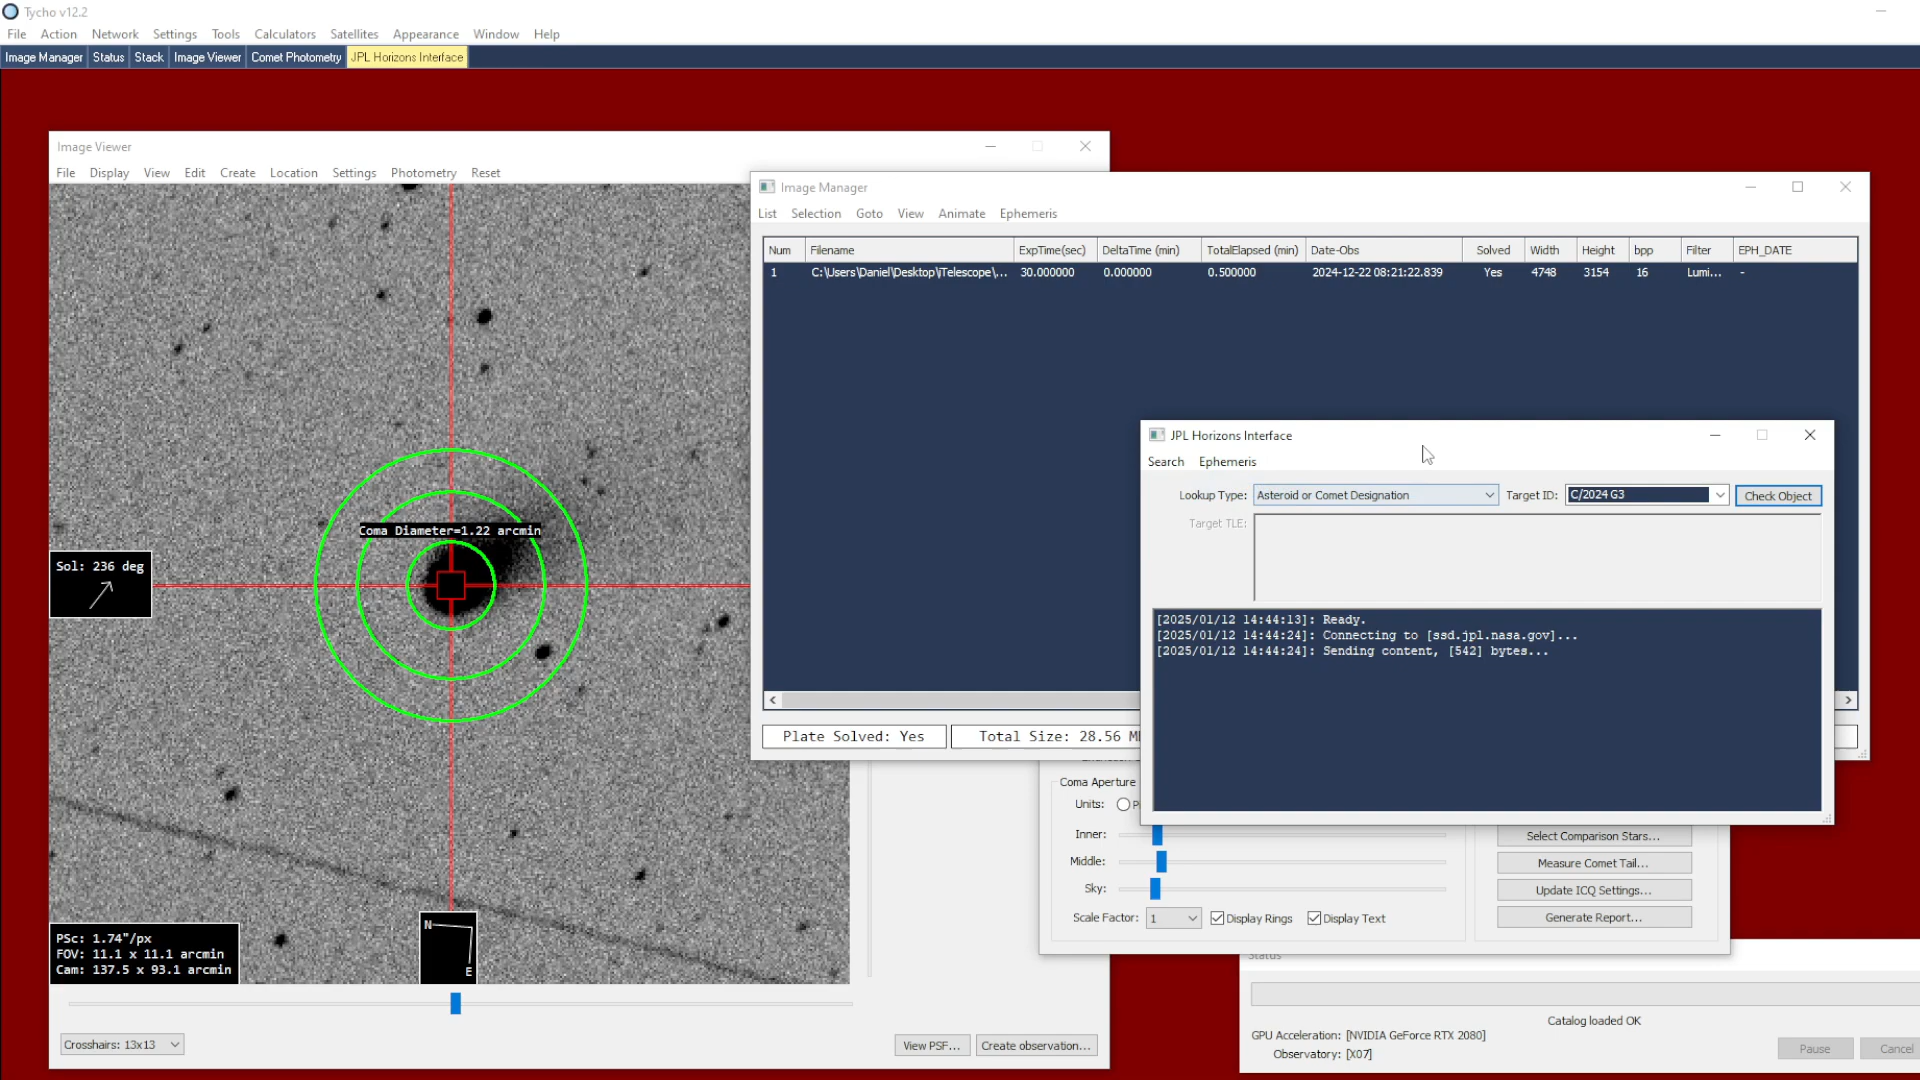 Tycho v12.2
File Action Network Settings Tools Calculators Satellites Appearance Window Help
Image Manager Status Stack Image Viewer Comet Photometry JPL Horizons Interface
Image Viewer
File Display View Edit Create Location Settings Photometry Reset
Coma Diameter=1.22 arcmin
Sol: 236 deg
PSc: 1.74"/px
FOV: 11.1 x 11.1 arcmin
Cam: 137.5 x 93.1 arcmin
N
E
Crosshairs: 13x13
View PSF... Create observation...
Image Manager
List Selection Goto View Animate Ephemeris
Num Filename ExpTime(sec) DeltaTime (min) TotalElapsed (min) Date-Obs Solved Width Height bpp Filter EPH_DATE
1 C:\Users\Daniel\Desktop\iTelescope\... 30.000000 0.000000 0.500000 2024-12-22 08:21:22.839 Yes 4748 3154 16 Lumi... -
Plate Solved: Yes Total Size: 28.56
JPL Horizons Interface
Search Ephemeris
Lookup Type: Asteroid or Comet Designation Target ID: C/2024 G3 Check Object
Target TLE:
[2025/01/12 14:44:13]: Ready.
[2025/01/12 14:44:24]: Connecting to [ssd.jpl.nasa.gov]...
[2025/01/12 14:44:24]: Sending content, [542] bytes...
Coma Aperture
Units:
Inner:
Middle:
Sky:
Scale Factor: 1 Display Rings Display Text
Select Comparison Stars...
Measure Comet Tail...
Update ICQ Settings...
Generate Report...
Status
Catalog loaded OK
GPU Acceleration: [NVIDIA GeForce RTX 2080]
Observatory: [X07]
Pause Cancel